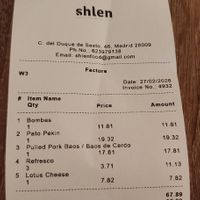 shlen
C. del Duque de Sesto, 46, Madrid 28009
Ph.No.: 623979138
Email: shlenfood@gmail.com
Factura
W3
Date: 27/02/2026
Invoice No.: 4932
# Item Name
Qty Price Amount
1 Bombas
1 11.81 11.81
2 Pato Pekin
1 19.32 19.32
3 Pulled Pork Baos / Baos de Cerdo
1 17.81 17.81
4 Refresco
3 3.71 11.13
5 Lotus Cheese
1 7.82 7.82
67.89